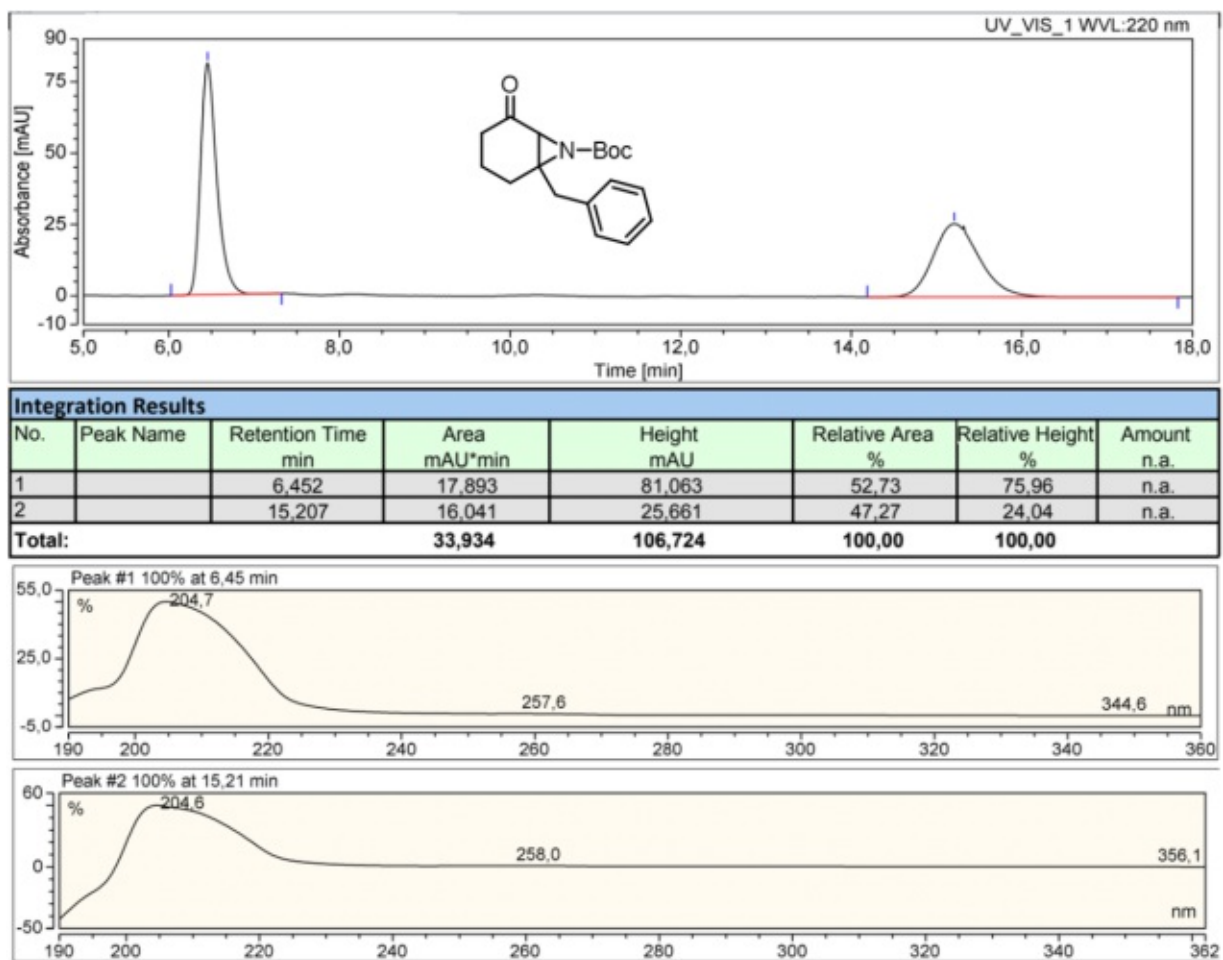 UV_VIS_1 WVL:220 nm
90
75
50
25
0
-10
Absorbance [mAU]
O
N
Boc
5,0 6,0 8,0 10,0 12,0 14,0 16,0 18,0
Time [min]
Integration Results
No. Peak Name Retention Time Area Height Relative Area Relative Height Amount
min mAU*min mAU % % n.a.
1 6,452 17,893 81,063 52,73 75,96 n.a.
2 15,207 16,041 25,661 47,27 24,04 n.a.
Total: 33,934 106,724 100,00 100,00
Peak #1 100% at 6,45 min
55,0
%
204,7
25,0
257,6
344,6
nm
-5,0
190 200 220 240 260 280 300 320 340 360
Peak #2 100% at 15,21 min
60
%
204,6
0
258,0
356,1
nm
-50
190 200 220 240 260 280 300 320 340 362